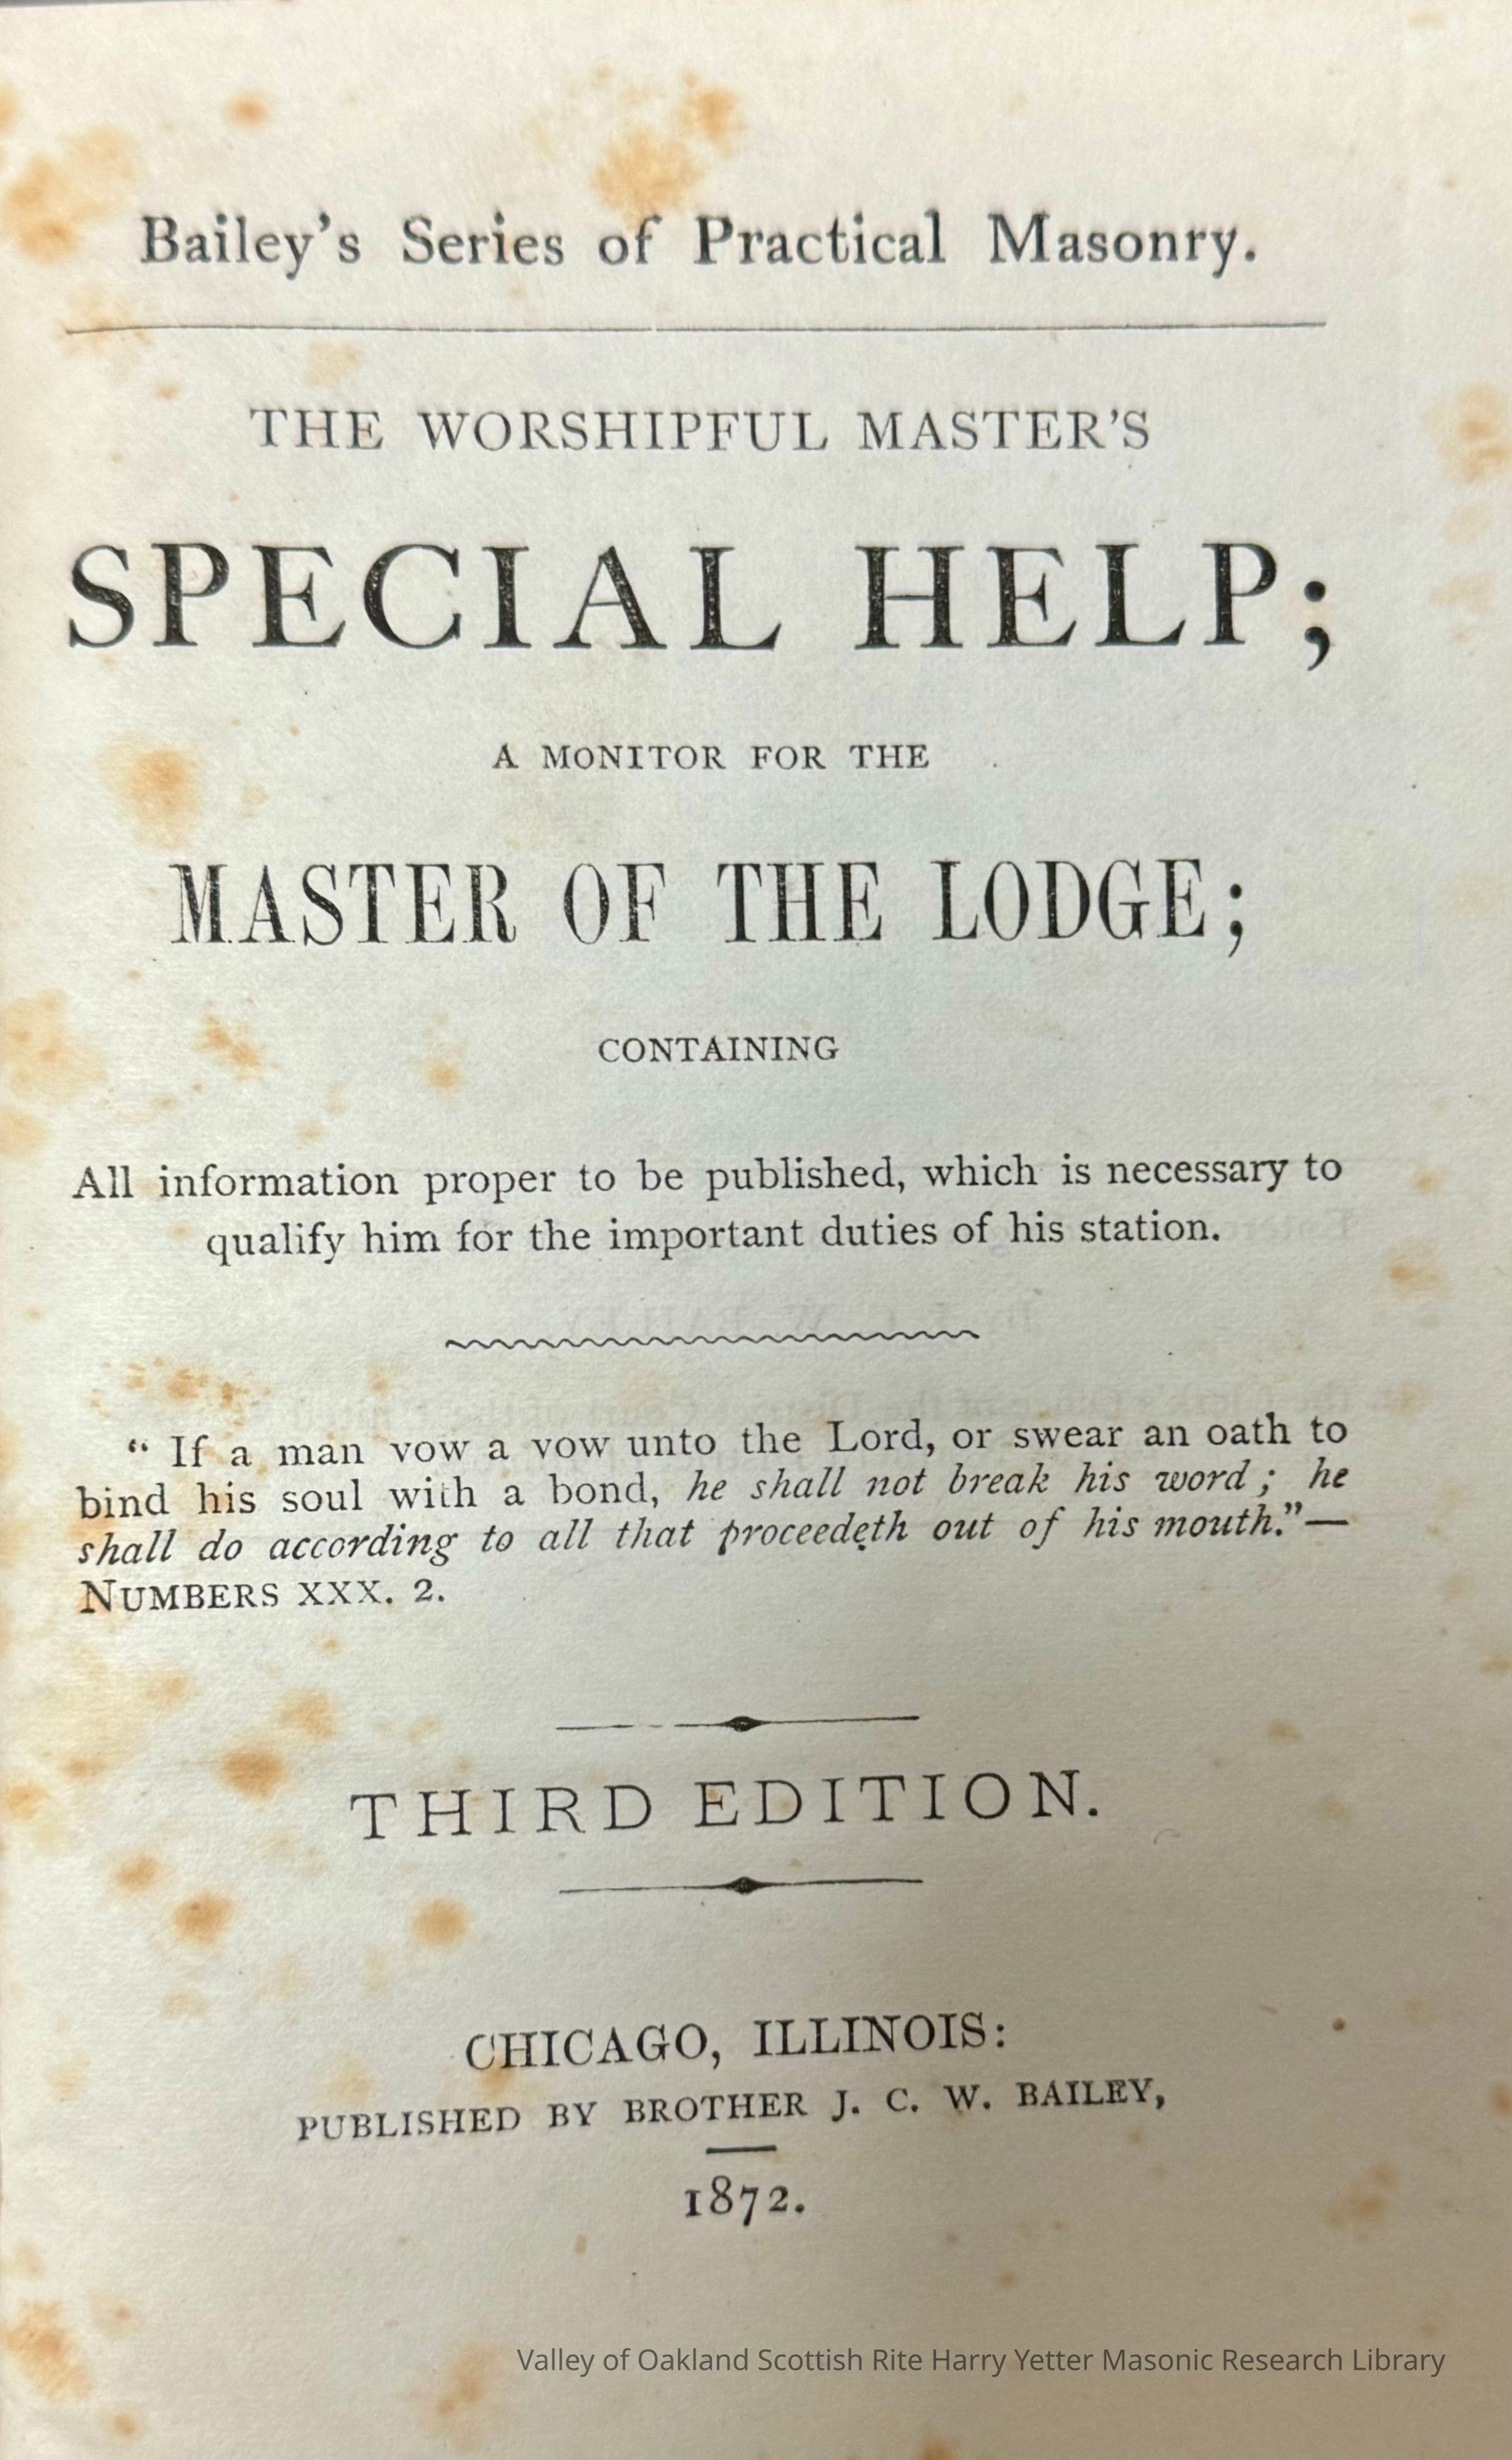 Bailey’s Series of Practical Masonry.
THE WORSHIPFUL MASTER’S
SPECIAL HELP;
A MONITOR FOR THE
MASTER OF THE LODGE;
CONTAINING
All information proper to be published, which is necessary to
qualify him for the important duties of his station.
“ If a man vow a vow unto the Lord, or swear an oath to
bind his soul with a bond, he shall not break his word ; he
shall do according to all that proceedeth out of his mouth.”—
NUMBERS XXX. 2.
THIRD EDITION.
CHICAGO, ILLINOIS:
PUBLISHED BY BROTHER J. C. W. BAILEY,
1872.
Valley of Oakland Scottish Rite Harry Yetter Masonic Research Library